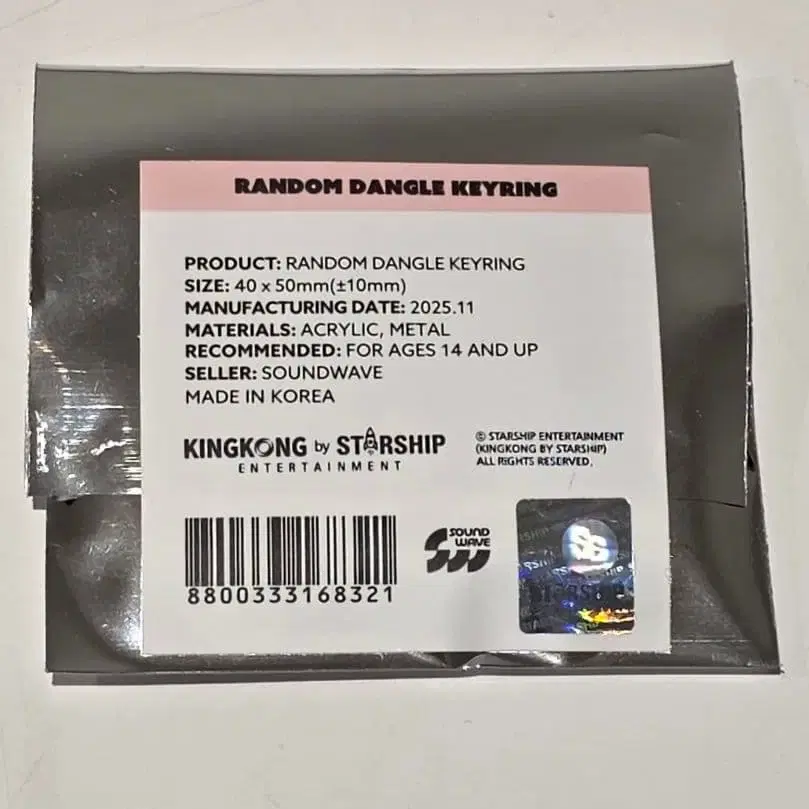 RANDOM DANGLE KEYRING
PRODUCT: RANDOM DANGLE KEYRING
SIZE: 40 x 50mm(±10mm)
MANUFACTURING DATE: 2025.11
MATERIALS: ACRYLIC, METAL
RECOMMENDED: FOR AGES 14 AND UP
SELLER: SOUNDWAVE
MADE IN KOREA
KINGKONG by STARSHIP
ENTERTAINMENT
© STARSHIP ENTERTAINMENT
(KINGKONG BY STARSHIP)
ALL RIGHTS RESERVED.
8800333168321
SOUND
WAVE